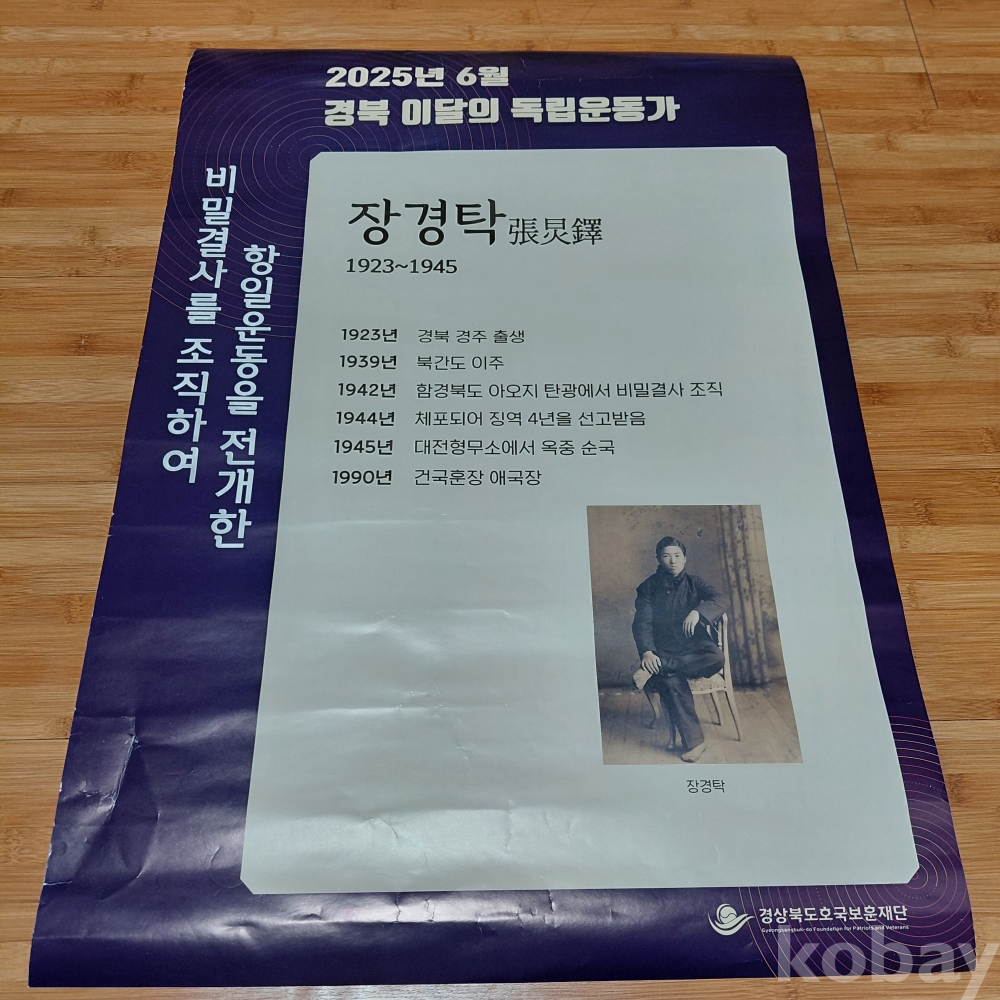 2025년 6월
경북 이달의 독립운동가
비밀결사를 조직하여
항일운동을 전개한
장경탁 張炅鐸
1923~1945
1923년 경북 경주 출생
1939년 북간도 이주
1942년 함경북도 아오지 탄광에서 비밀결사 조직
1944년 체포되어 징역 4년을 선고받음
1945년 대전형무소에서 옥중 순국
1990년 건국훈장 애국장
장경탁
경상북도호국보훈재단
Gyeongsangbuk-do Foundation for Patriots and Veterans
kobay